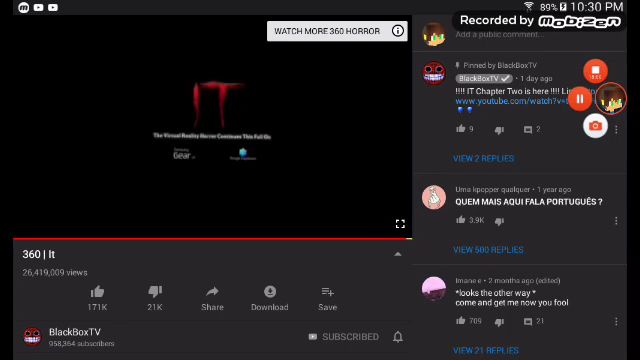 89% 10:30 PM
Recorded by
mobizen
WATCH MORE 360 HORROR
IT
The Virtual Reality Horror Continues This Fall On
Samsung
Gear
360 | It
26,419,009 views
171K
21K
Share
Download
Save
BlackBoxTV
958,364 subscribers
SUBSCRIBED
Add a public comment...
Pinned by BlackBoxTV
BlackBoxTV • 1 day ago
!!!! IT Chapter Two is here !!!!
www.youtube.com/watch?v=
9
2
VIEW 2 REPLIES
Uma kpopper qualquer • 1 year ago
QUEM MAIS AQUI FALA PORTUGUÊS ?
3.9K
VIEW 500 REPLIES
Imane e • 2 months ago (edited)
*looks the other way *
come and get me now you fool
709
21
VIEW 21 REPLIES